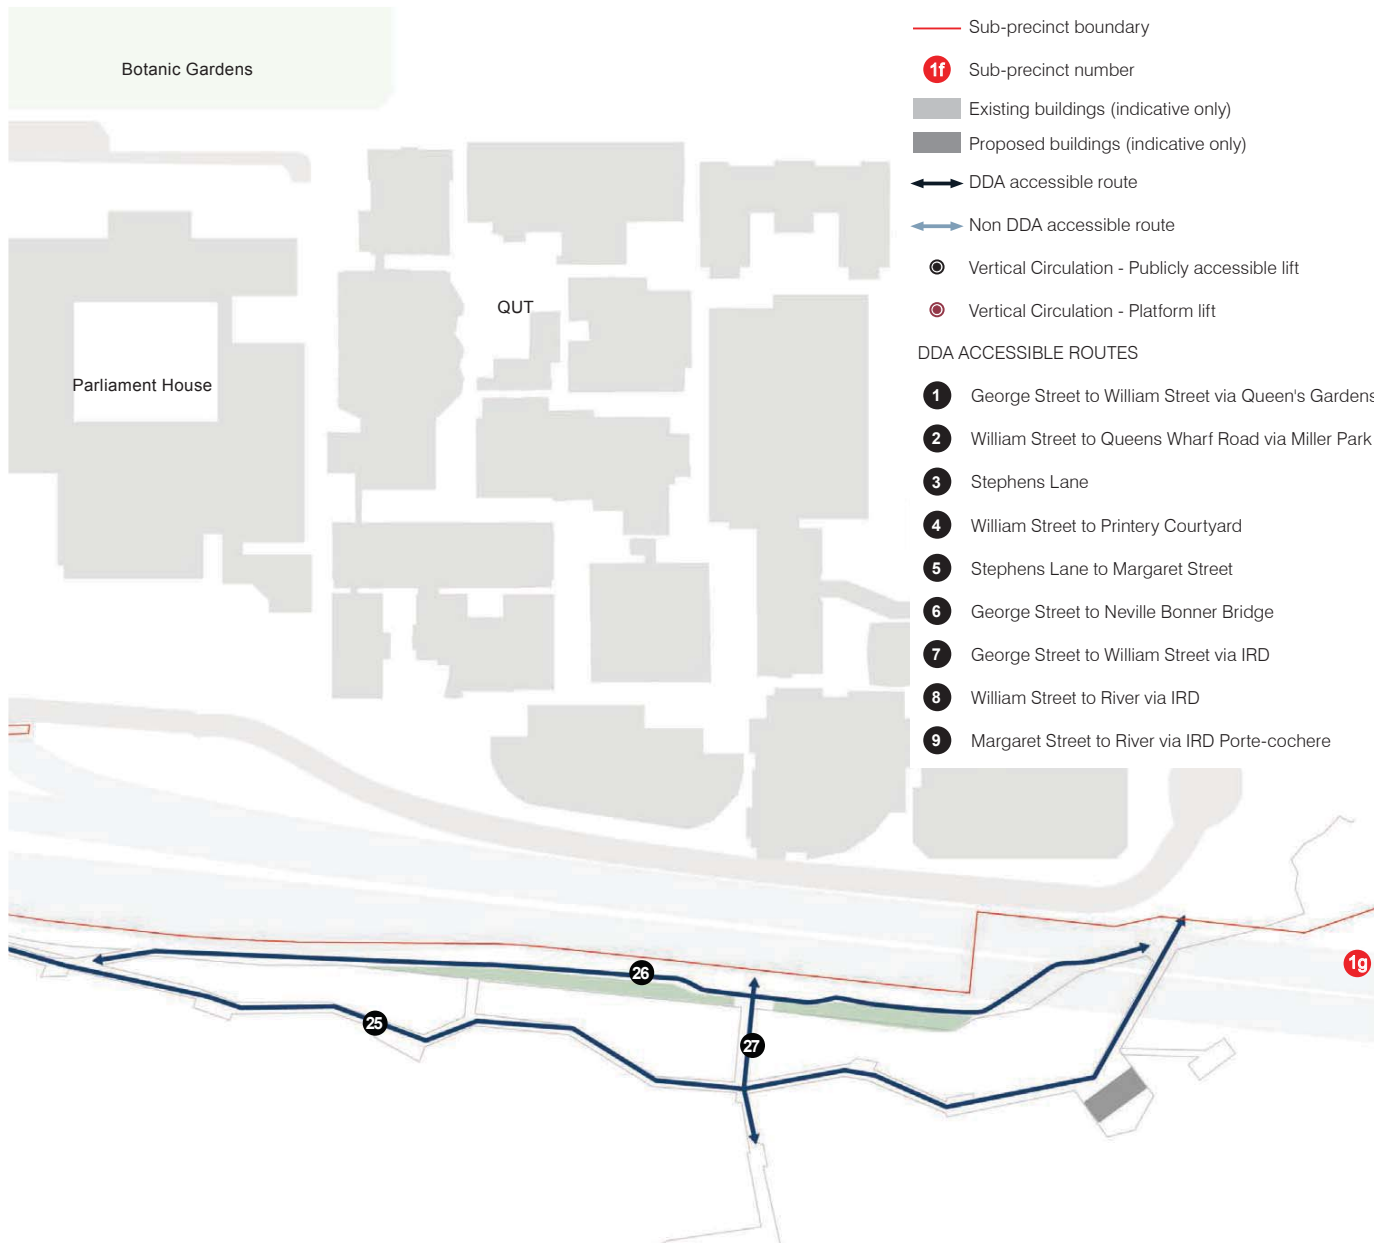 Botanic Gardens
Parliament House
QUT
26
25
27
1g
Sub-precinct boundary
1f Sub-precinct number
Existing buildings (indicative only)
Proposed buildings (indicative only)
DDA accessible route
Non DDA accessible route
Vertical Circulation - Publicly accessible lift
Vertical Circulation - Platform lift
DDA ACCESSIBLE ROUTES
1 George Street to William Street via Queen's Gardens
2 William Street to Queens Wharf Road via Miller Park
3 Stephens Lane
4 William Street to Printery Courtyard
5 Stephens Lane to Margaret Street
6 George Street to Neville Bonner Bridge
7 George Street to William Street via IRD
8 William Street to River via IRD
9 Margaret Street to River via IRD Porte-cochere